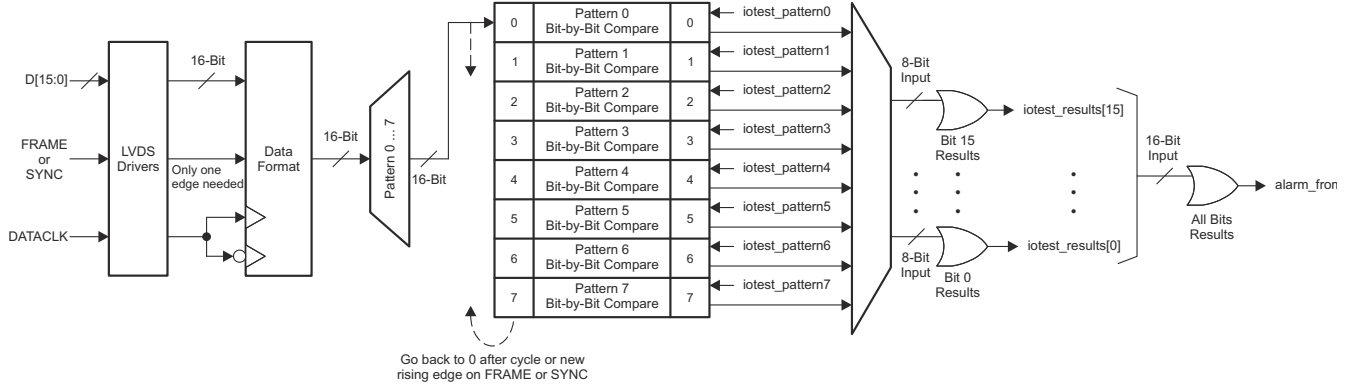 D[15:0]
FRAME
or
SYNC
DATACLK
LVDS
Drivers
16-Bit
Only one
edge needed
Data
Format
16-Bit
Pattern 0 ... 7
16-Bit
0
Pattern 0
Bit-by-Bit Compare
0
iotest_pattern0
1
Pattern 1
Bit-by-Bit Compare
1
iotest_pattern1
2
Pattern 2
Bit-by-Bit Compare
2
iotest_pattern2
3
Pattern 3
Bit-by-Bit Compare
3
iotest_pattern3
4
Pattern 4
Bit-by-Bit Compare
4
iotest_pattern4
5
Pattern 5
Bit-by-Bit Compare
5
iotest_pattern5
6
Pattern 6
Bit-by-Bit Compare
6
iotest_pattern6
7
Pattern 7
Bit-by-Bit Compare
7
iotest_pattern7
Go back to 0 after cycle or new
rising edge on FRAME or SYNC
8-Bit
Input
Bit 15
Results
iotest_results[15]
8-Bit
Input
Bit 0
Results
iotest_results[0]
16-Bit
Input
All Bits
Results